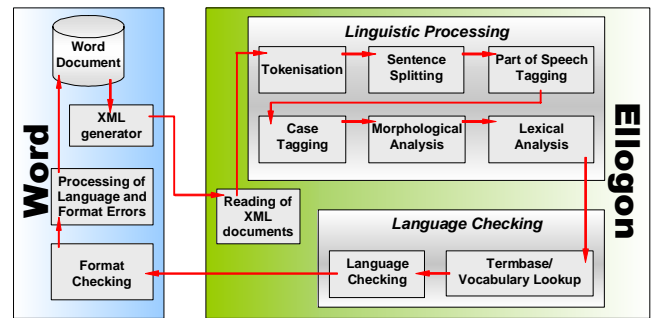 Word
Document
XML
generator
Processing of
Language and
Format Errors
Format
Checking
Word
Linguistic Processing
Tokenisation
Sentence
Splitting
Part of Speech
Tagging
Case
Tagging
Morphological
Analysis
Lexical
Analysis
Reading of
XML
documents
Language Checking
Language
Checking
Termbase/
Vocabulary Lookup
Ellogon